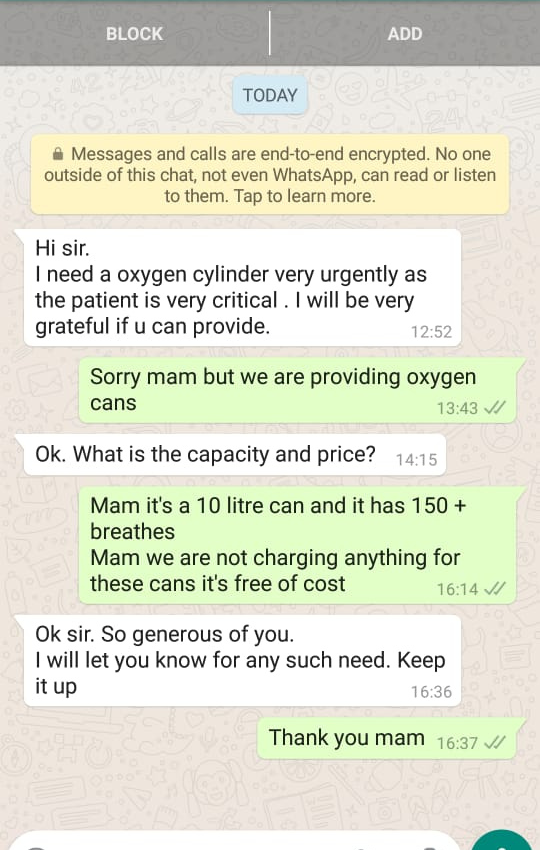 BLOCK
ADD
TODAY
Messages and calls are end-to-end encrypted. No one
outside of this chat, not even WhatsApp, can read or listen
to them. Tap to learn more.
Hi sir.
I need a oxygen cylinder very urgently as
the patient is very critical . I will be very
grateful if u can provide.
12:52
Sorry mam but we are providing oxygen
cans
13:43
Ok. What is the capacity and price?
14:15
Mam it's a 10 litre can and it has 150 +
breathes
Mam we are not charging anything for
these cans it's free of cost
16:14
Ok sir. So generous of you.
I will let you know for any such need. Keep
it up
16:36
Thank you mam
16:37